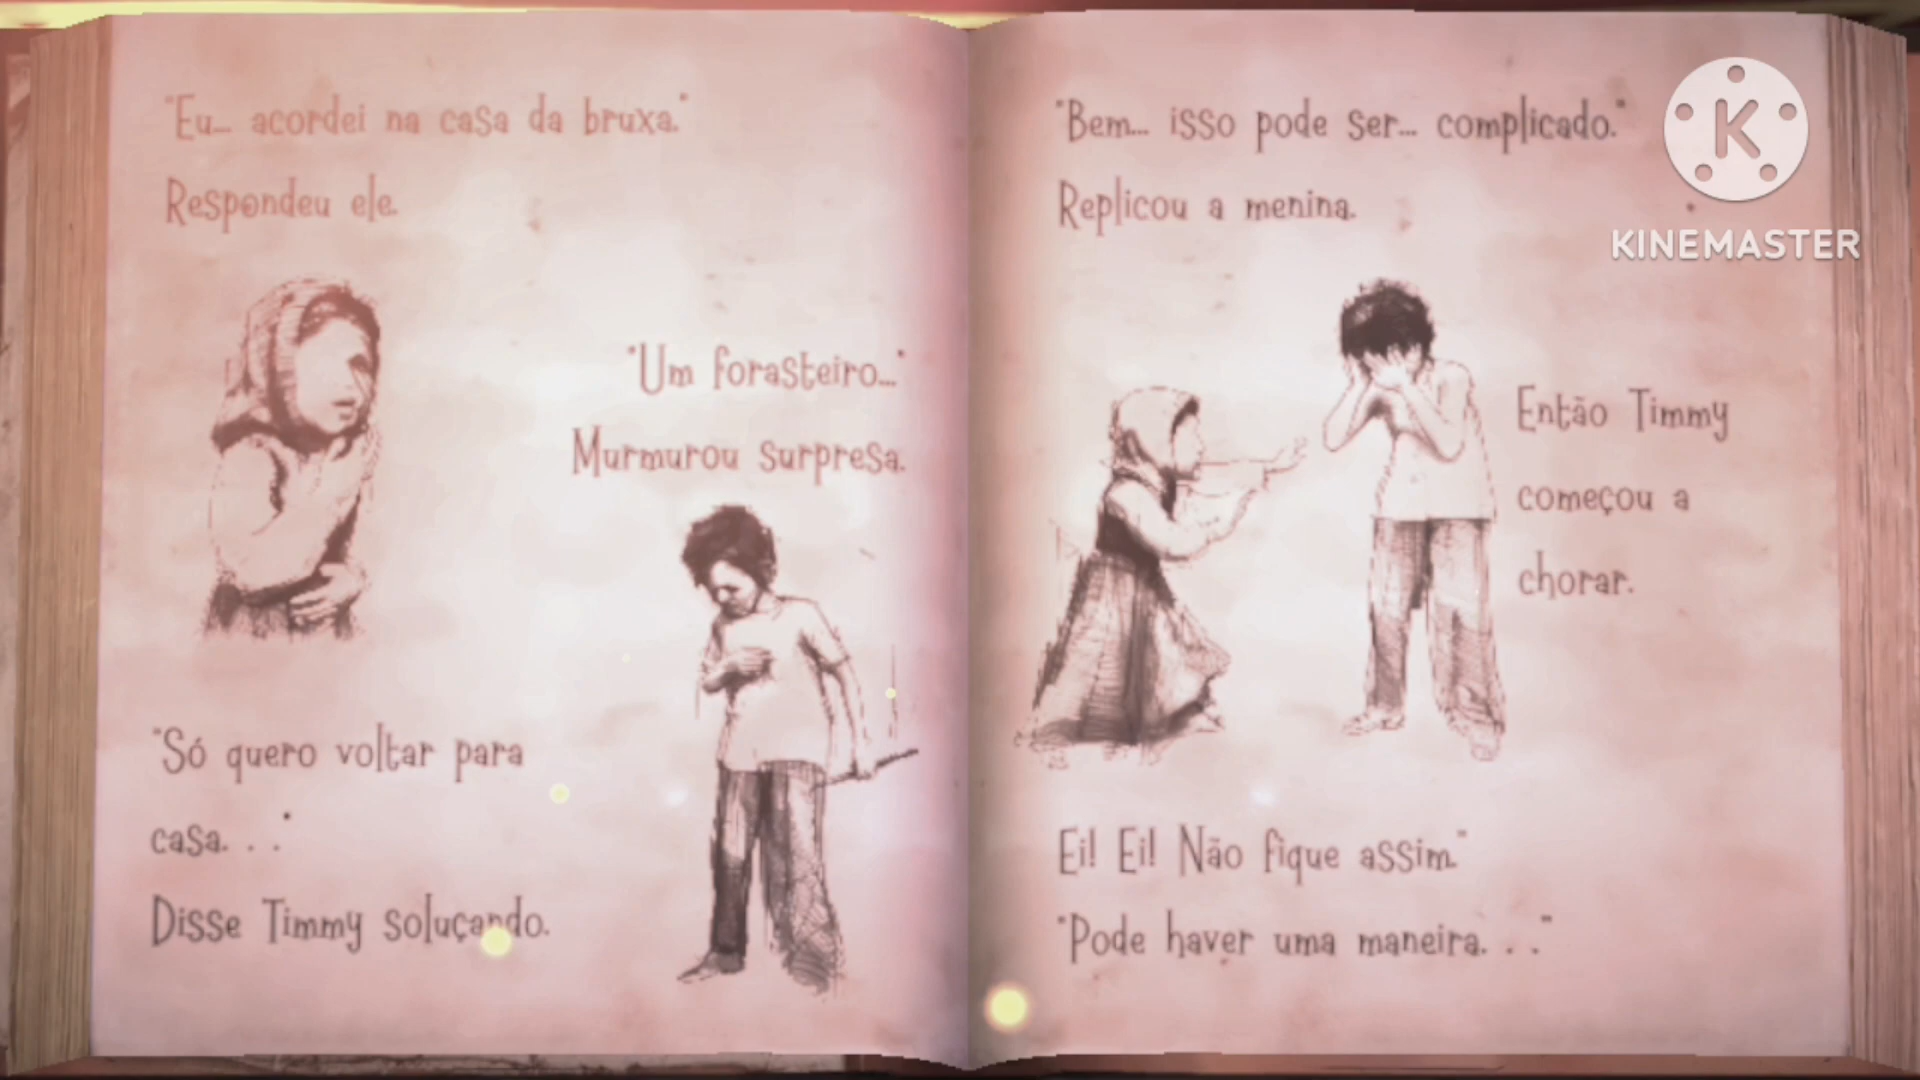 "Eu... acordei na casa da bruxa."
Respondeu ele.
"Um forasteiro..."
Murmurou surpresa.
"Só quero voltar para
casa. . ."
Disse Timmy soluçando.
"Bem... isso pode ser... complicado."
Replicou a menina.
Então Timmy
começou a
chorar.
Ei! Ei! Não fique assim."
"Pode haver uma maneira. . ."
K
KINEMASTER